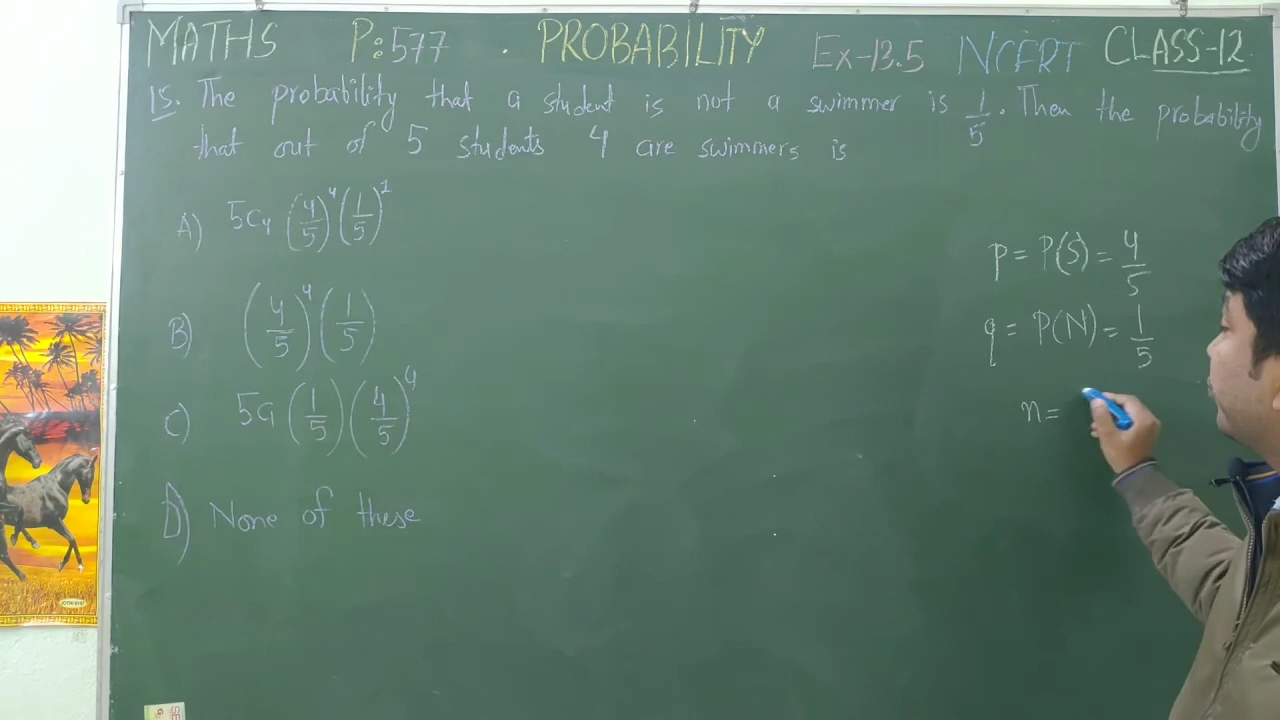 MATHS P:577 . PROBABILITY Ex-13.5 NCERT CLASS-12
15. The probability that a student is not a swimmer is 1/5. Then the probability
that out of 5 students 4 are swimmers is
A) 5C₄ (4/5)⁴ (1/5)¹
B) (4/5)⁴ (1/5)
C) 5C₁ (1/5) (4/5)⁴
D) None of these
p = P(S) = 4/5
q = P(N) = 1/5
n =